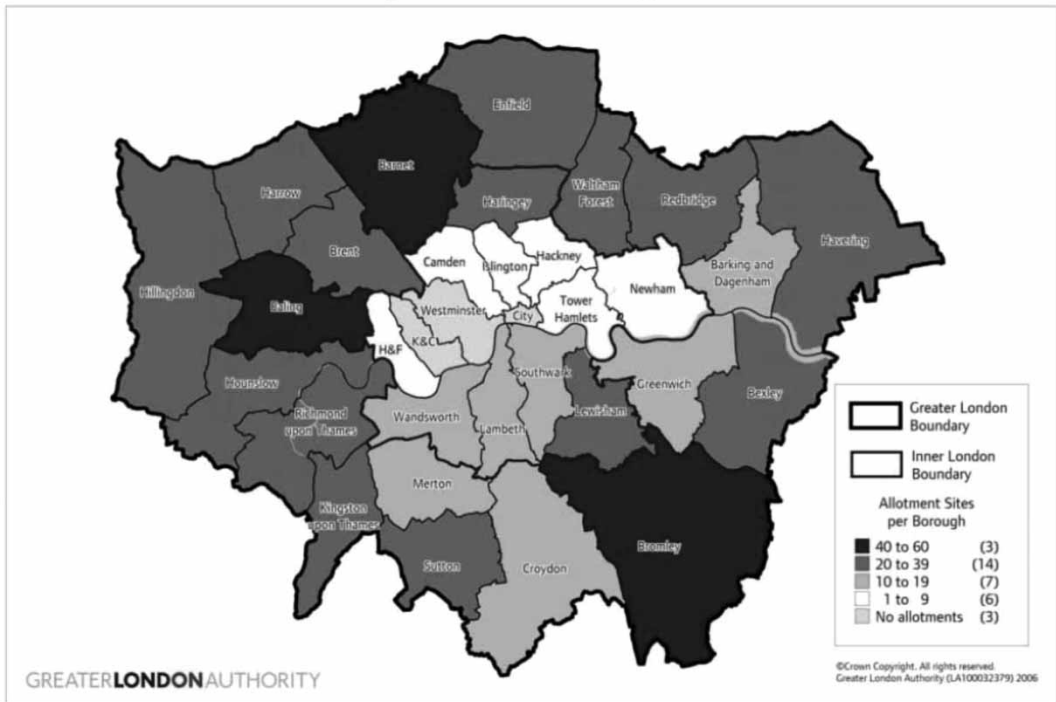 Enfield
Barnet
Harrow
Haringey
Waltham
Forest
Redbridge
Havering
Brent
Hillingdon
Ealing
Camden
Islington
Hackney
Barking and
Dagenham
Newham
Tower
Hamlets
Westminster
City
K&C
H&F
Hounslow
Southwark
Greenwich
Bexley
Richmond
upon Thames
Wandsworth
Lambeth
Lewisham
Merton
Kingston
upon Thames
Sutton
Croydon
Bromley
Greater London
Boundary
Inner London
Boundary
Allotment Sites
per Borough
40 to 60 (3)
20 to 39 (14)
10 to 19 (7)
1 to 9 (6)
No allotments (3)
GREATERLONDONAUTHORITY
©Crown Copyright. All rights reserved.
Greater London Authority (LA100032379) 2006